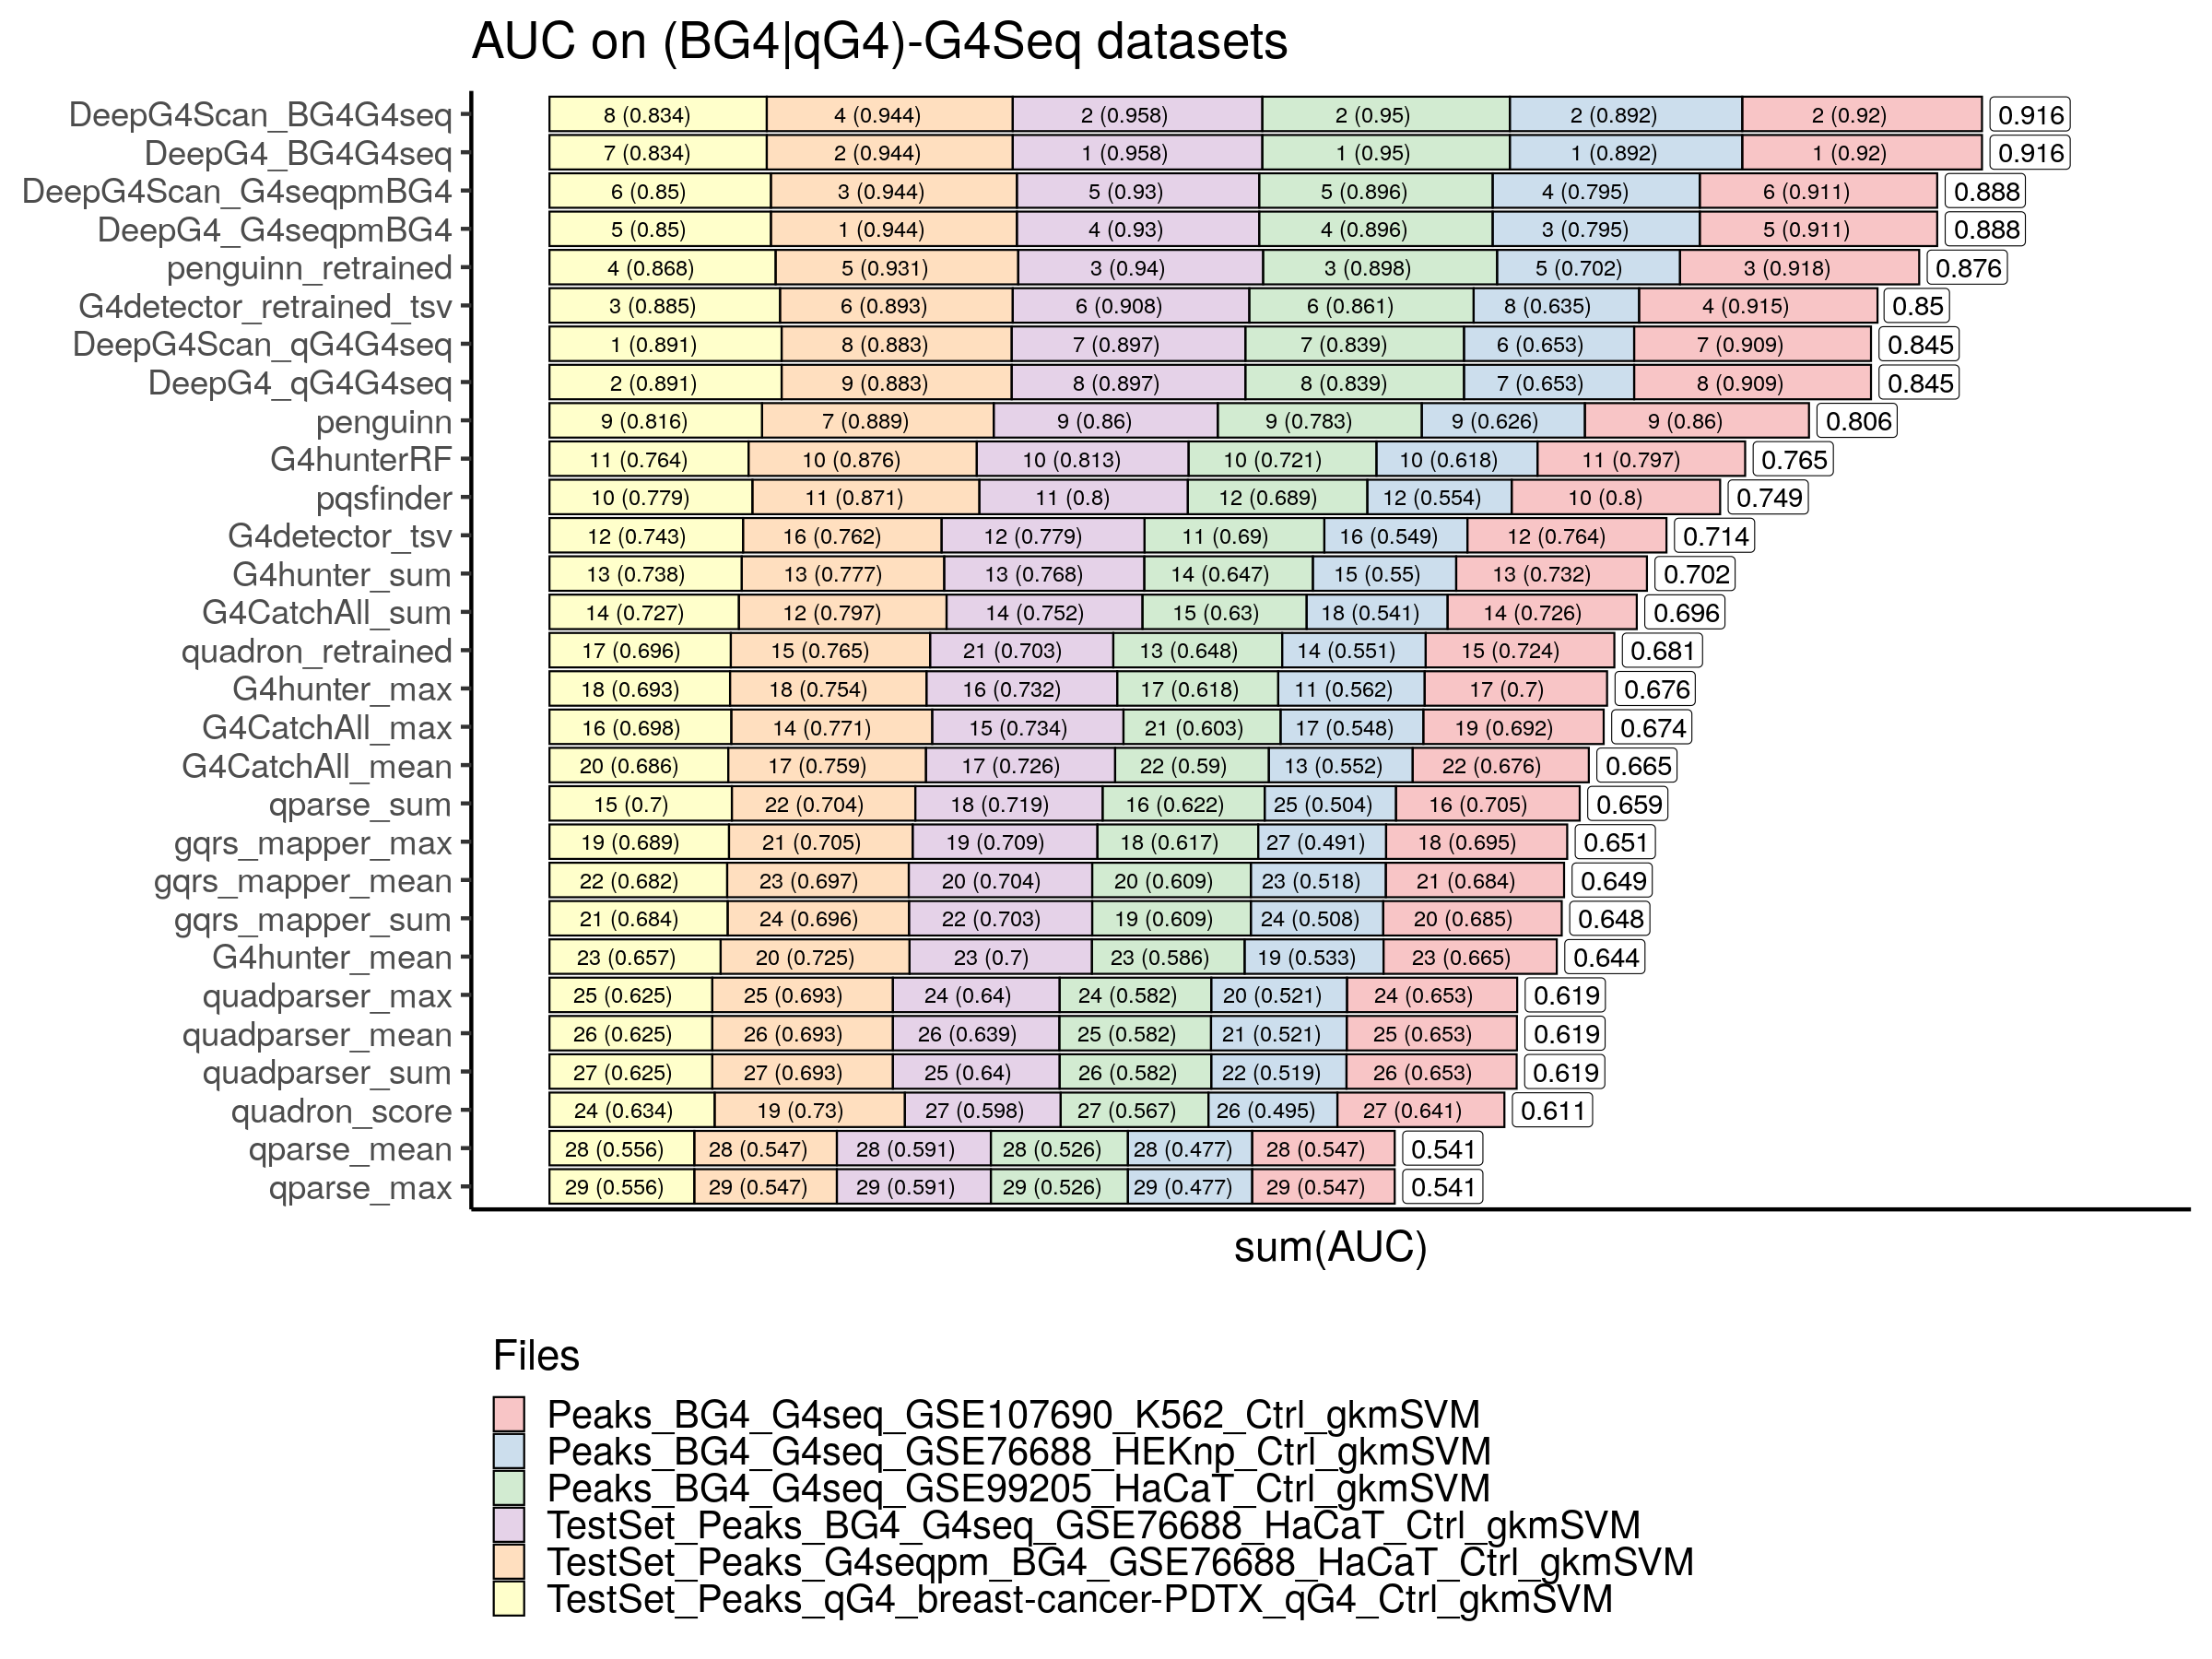 AUC on (BG4|qG4)-G4Seq datasets
DeepG4Scan_BG4G4seq 8 (0.834) 4 (0.944) 2 (0.958) 2 (0.95) 2 (0.892) 2 (0.92) 0.916
DeepG4_BG4G4seq 7 (0.834) 2 (0.944) 1 (0.958) 1 (0.95) 1 (0.892) 1 (0.92) 0.916
DeepG4Scan_G4seqpmBG4 6 (0.85) 3 (0.944) 5 (0.93) 5 (0.896) 4 (0.795) 6 (0.911) 0.888
DeepG4_G4seqpmBG4 5 (0.85) 1 (0.944) 4 (0.93) 4 (0.896) 3 (0.795) 5 (0.911) 0.888
penguinn_retrained 4 (0.868) 5 (0.931) 3 (0.94) 3 (0.898) 5 (0.702) 3 (0.918) 0.876
G4detector_retrained_tsv 3 (0.885) 6 (0.893) 6 (0.908) 6 (0.861) 8 (0.635) 4 (0.915) 0.85
DeepG4Scan_qG4G4seq 1 (0.891) 8 (0.883) 7 (0.897) 7 (0.839) 6 (0.653) 7 (0.909) 0.845
DeepG4_qG4G4seq 2 (0.891) 9 (0.883) 8 (0.897) 8 (0.839) 7 (0.653) 8 (0.909) 0.845
penguinn 9 (0.816) 7 (0.889) 9 (0.86) 9 (0.783) 9 (0.626) 9 (0.86) 0.806
G4hunterRF 11 (0.764) 10 (0.876) 10 (0.813) 10 (0.721) 10 (0.618) 11 (0.797) 0.765
pqsfinder 10 (0.779) 11 (0.871) 11 (0.8) 12 (0.689) 12 (0.554) 10 (0.8) 0.749
G4detector_tsv 12 (0.743) 16 (0.762) 12 (0.779) 11 (0.69) 16 (0.549) 12 (0.764) 0.714
G4hunter_sum 13 (0.738) 13 (0.777) 13 (0.768) 14 (0.647) 15 (0.55) 13 (0.732) 0.702
G4CatchAll_sum 14 (0.727) 12 (0.797) 14 (0.752) 15 (0.63) 18 (0.541) 14 (0.726) 0.696
quadron_retrained 17 (0.696) 15 (0.765) 21 (0.703) 13 (0.648) 14 (0.551) 15 (0.724) 0.681
G4hunter_max 18 (0.693) 18 (0.754) 16 (0.732) 17 (0.618) 11 (0.562) 17 (0.7) 0.676
G4CatchAll_max 16 (0.698) 14 (0.771) 15 (0.734) 21 (0.603) 17 (0.548) 19 (0.692) 0.674
G4CatchAll_mean 20 (0.686) 17 (0.759) 17 (0.726) 22 (0.59) 13 (0.552) 22 (0.676) 0.665
qparse_sum 15 (0.7) 22 (0.704) 18 (0.719) 16 (0.622) 25 (0.504) 16 (0.705) 0.659
gqrs_mapper_max 19 (0.689) 21 (0.705) 19 (0.709) 18 (0.617) 27 (0.491) 18 (0.695) 0.651
gqrs_mapper_mean 22 (0.682) 23 (0.697) 20 (0.704) 20 (0.609) 23 (0.518) 21 (0.684) 0.649
gqrs_mapper_sum 21 (0.684) 24 (0.696) 22 (0.703) 19 (0.609) 24 (0.508) 20 (0.685) 0.648
G4hunter_mean 23 (0.657) 20 (0.725) 23 (0.7) 23 (0.586) 19 (0.533) 23 (0.665) 0.644
quadparser_max 25 (0.625) 25 (0.693) 24 (0.64) 24 (0.582) 20 (0.521) 24 (0.653) 0.619
quadparser_mean 26 (0.625) 26 (0.693) 26 (0.639) 25 (0.582) 21 (0.521) 25 (0.653) 0.619
quadparser_sum 27 (0.625) 27 (0.693) 25 (0.64) 26 (0.582) 22 (0.519) 26 (0.653) 0.619
quadron_score 24 (0.634) 19 (0.73) 27 (0.598) 27 (0.567) 26 (0.495) 27 (0.641) 0.611
qparse_mean 28 (0.556) 28 (0.547) 28 (0.591) 28 (0.526) 28 (0.477) 28 (0.547) 0.541
qparse_max 29 (0.556) 29 (0.547) 29 (0.591) 29 (0.526) 29 (0.477) 29 (0.547) 0.541
sum(AUC)
Files
Peaks_BG4_G4seq_GSE107690_K562_Ctrl_gkmSVM
Peaks_BG4_G4seq_GSE76688_HEKnp_Ctrl_gkmSVM
Peaks_BG4_G4seq_GSE99205_HaCaT_Ctrl_gkmSVM
TestSet_Peaks_BG4_G4seq_GSE76688_HaCaT_Ctrl_gkmSVM
TestSet_Peaks_G4seqpm_BG4_GSE76688_HaCaT_Ctrl_gkmSVM
TestSet_Peaks_qG4_breast-cancer-PDTX_qG4_Ctrl_gkmSVM